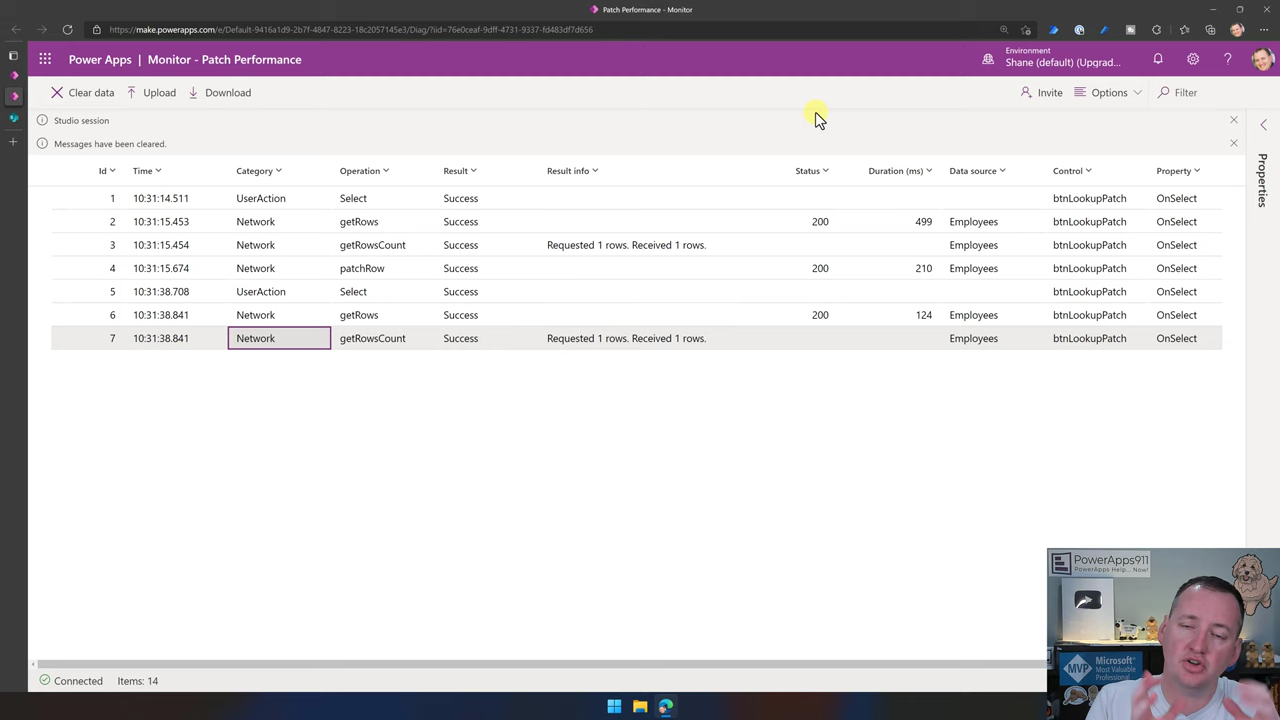 Patch Performance - Monitor
https://make.powerapps.com/e/Default-9416a1d9-2b7f-4847-8223-18c2057145e3/Diag/?iid=76e0ceaf-9dff-4731-9337-fd483df7d656
Power Apps | Monitor - Patch Performance
Environment
Shane (default) (Upgrad...
Clear data Upload Download Invite Options Filter
Studio session
Messages have been cleared.
Properties
Id Time Category Operation Result Result info Status Duration (ms) Data source Control Property
1 10:31:14.511 UserAction Select Success btnLookupPatch OnSelect
2 10:31:15.453 Network getRows Success 200 499 Employees btnLookupPatch OnSelect
3 10:31:15.454 Network getRowsCount Success Requested 1 rows. Received 1 rows. Employees btnLookupPatch OnSelect
4 10:31:15.674 Network patchRow Success 200 210 Employees btnLookupPatch OnSelect
5 10:31:38.708 UserAction Select Success btnLookupPatch OnSelect
6 10:31:38.841 Network getRows Success 200 124 Employees btnLookupPatch OnSelect
7 10:31:38.841 Network getRowsCount Success Requested 1 rows. Received 1 rows. Employees btnLookupPatch OnSelect
PowerApps911
PowerApps Help... Now!
MVP Microsoft
Most Valuable
Professional
Connected Items: 14